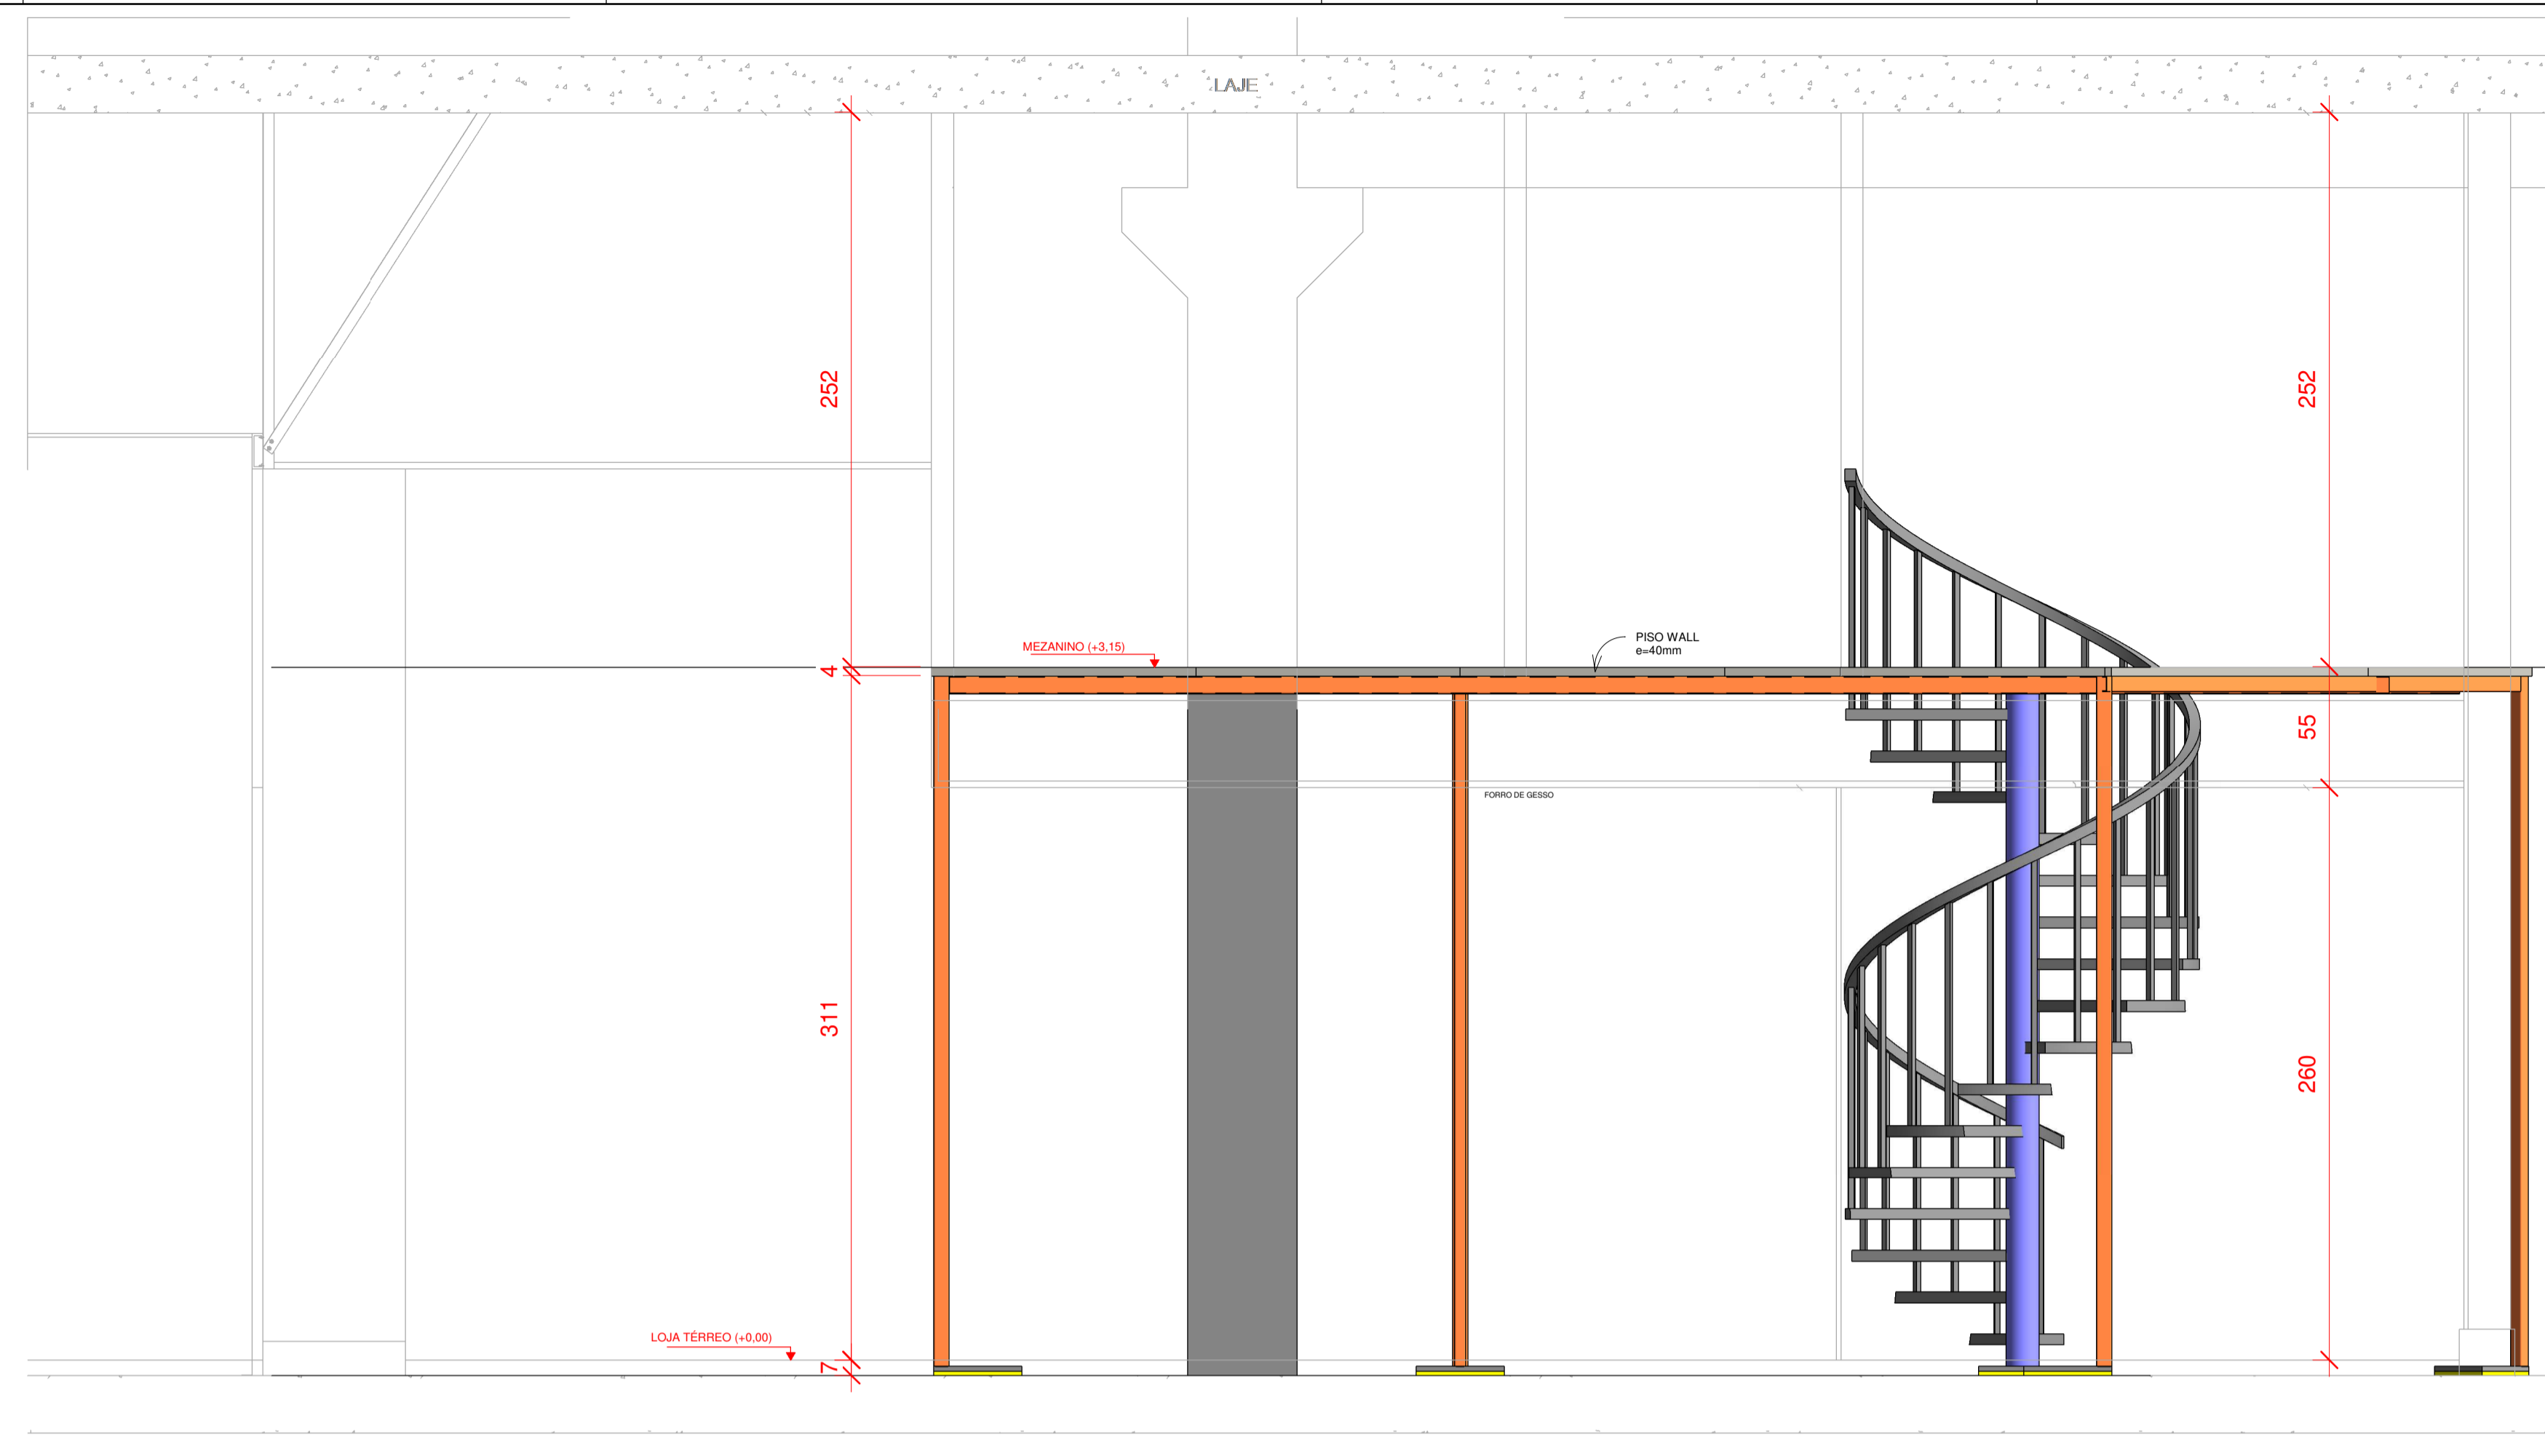 LAJE
252
252
MEZANINO (+3,15)
PISO WALL
e=40mm
4
55
FORRO DE GESSO
311
260
LOJA TÉRREO (+0,00)
7